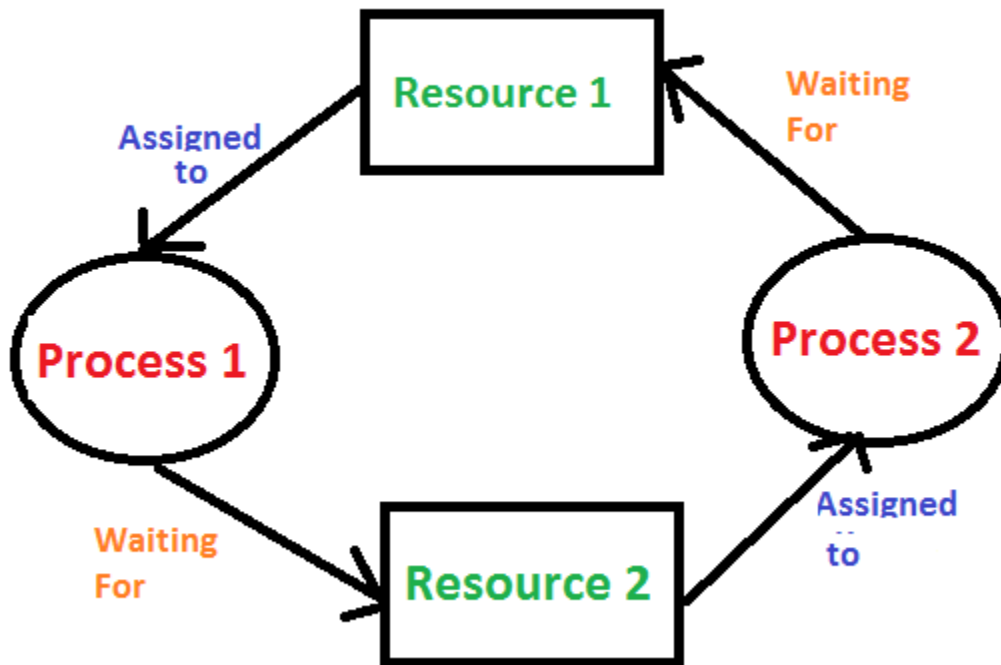 Resource 1
Waiting
For
Assigned
to
Process 1
Process 2
Waiting
For
Resource 2
Assigned
to